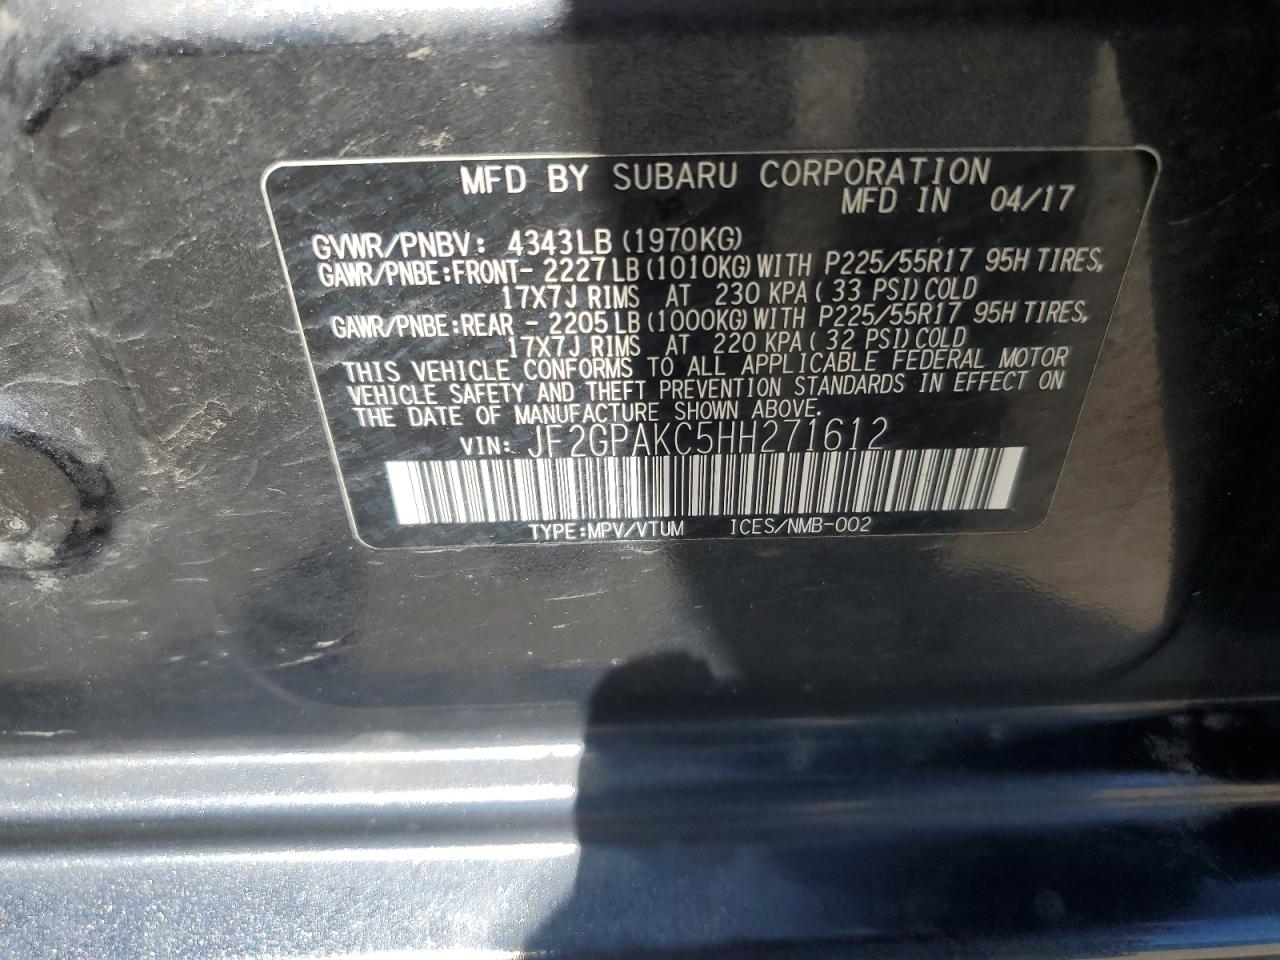 MFD BY SUBARU CORPORATION
MFD IN 04/17
GVWR/PNBV: 4343LB (1970KG)
GAWR/PNBE:FRONT- 2227LB (1010KG) WITH P225/55R17 95H TIRES,
17X7J RIMS AT 230 KPA ( 33 PSI) COLD
GAWR/PNBE:REAR - 2205LB (1000KG) WITH P225/55R17 95H TIRES,
17X7J RIMS AT 220 KPA ( 32 PSI) COLD
THIS VEHICLE CONFORMS TO ALL APPLICABLE FEDERAL MOTOR
VEHICLE SAFETY AND THEFT PREVENTION STANDARDS IN EFFECT ON
THE DATE OF MANUFACTURE SHOWN ABOVE.
VIN: JF2GPAKC5HH271612
TYPE:MPV/VTUM ICES/NMB-002